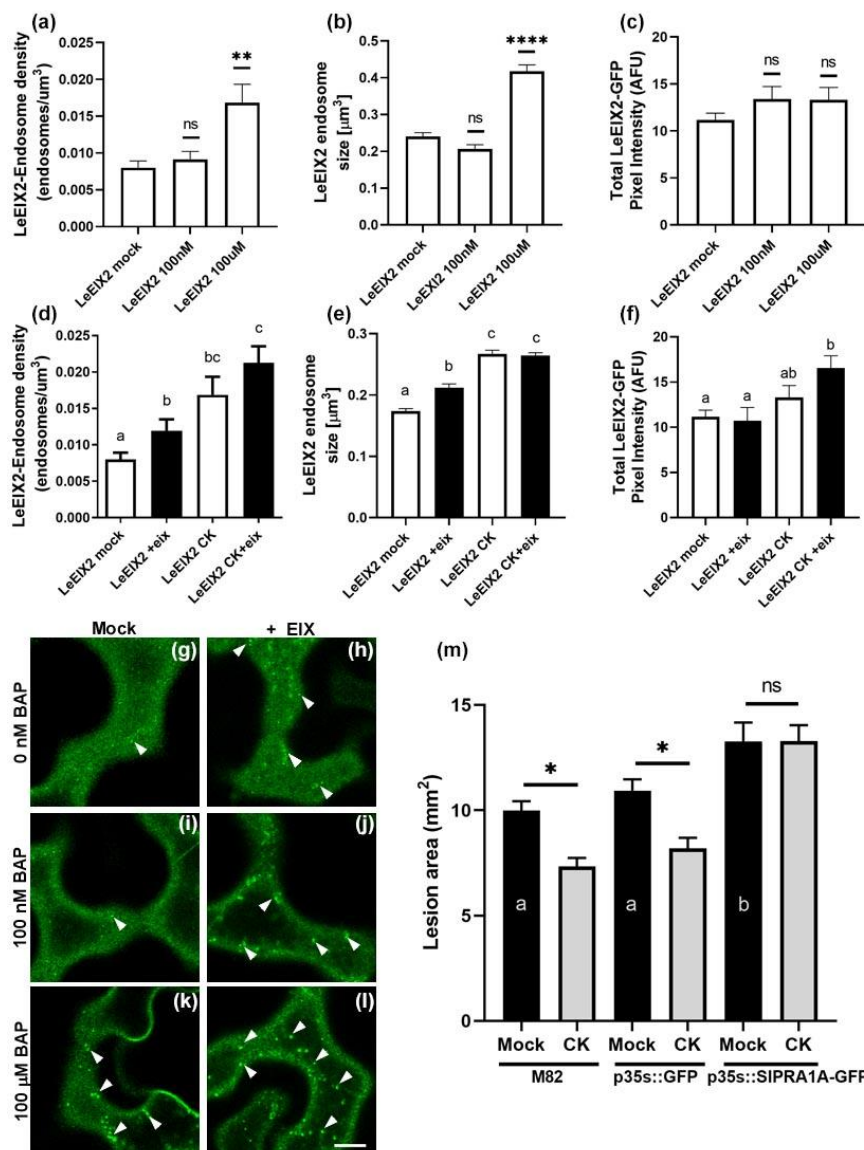 (a)
LeEIX2-Endosome density
(endosomes/um³)
0.025
0.020
0.015
0.010
0.005
0.000
ns
**
LeEIX2 mock
LeEIX2 100nM
LeEIX2 100uM
(b)
LeEIX2 endosome
size [µm³]
0.5
0.4
0.3
0.2
0.1
0.0
ns
****
LeEIX2 mock
LeEIX2 100nM
LeEIX2 100uM
(c)
Total LeEIX2-GFP
Pixel Intensity (AFU)
20
15
10
5
0
ns
ns
LeEIX2 mock
LeEIX2 100nM
LeEIX2 100uM
(d)
LeEIX2-Endosome density
(endosomes/um³)
0.025
0.020
0.015
0.010
0.005
0.000
a
b
bc
c
LeEIX2 mock
LeEIX2 +eix
LeEIX2 CK
LeEIX2 CK+eix
(e)
LeEIX2 endosome
size [µm³]
0.3
0.2
0.1
0.0
a
b
c
c
LeEIX2 mock
LeEIX2 +eix
LeEIX2 CK
LeEIX2 CK+eix
(f)
Total LeEIX2-GFP
Pixel Intensity (AFU)
20
15
10
5
0
a
a
ab
b
LeEIX2 mock
LeEIX2 +eix
LeEIX2 CK
LeEIX2 CK +eix
Mock
+ EIX
0 nM BAP
(g)
(h)
100 nM BAP
(i)
(j)
100 µM BAP
(k)
(l)
(m)
Lesion area (mm²)
15
10
5
0
*
*
ns
a
a
b
Mock CK Mock CK Mock CK
M82 p35s::GFP p35s::SlPRA1A-GFP